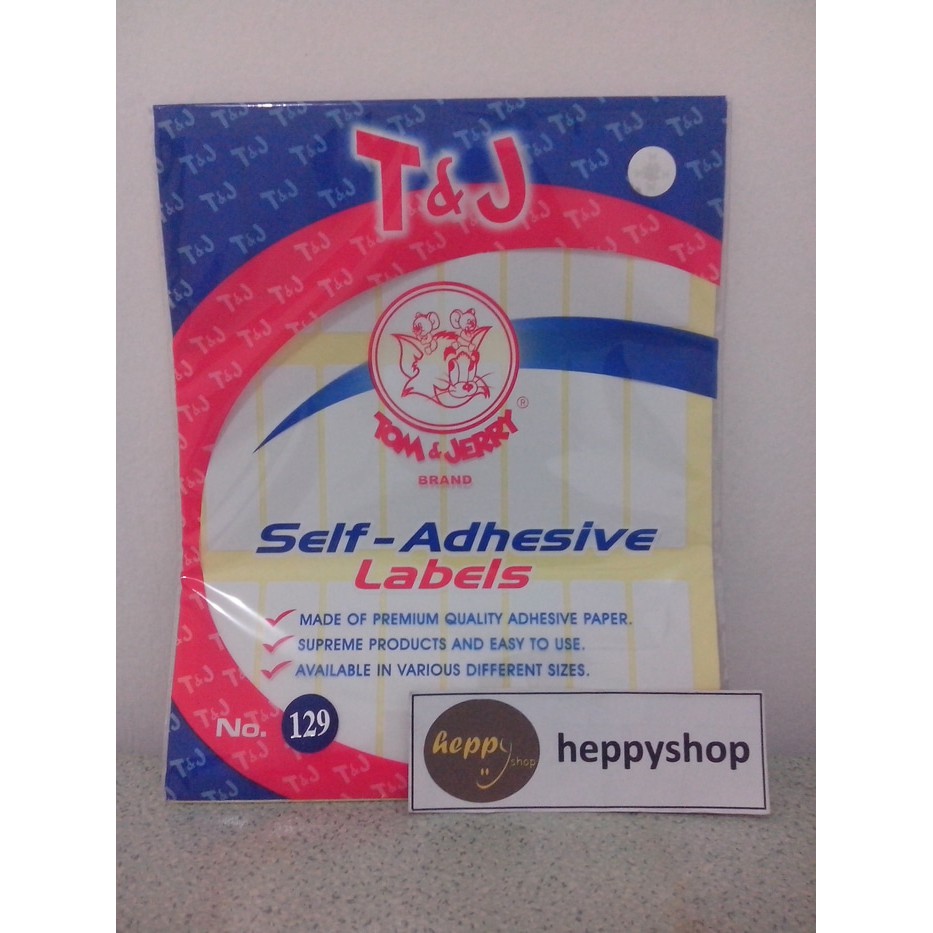 T&J
TOM & JERRY
®
BRAND
Self-Adhesive
Labels
MADE OF PREMIUM QUALITY ADHESIVE PAPER.
SUPREME PRODUCTS AND EASY TO USE.
AVAILABLE IN VARIOUS DIFFERENT SIZES.
No. 129
heppy
shop
heppyshop